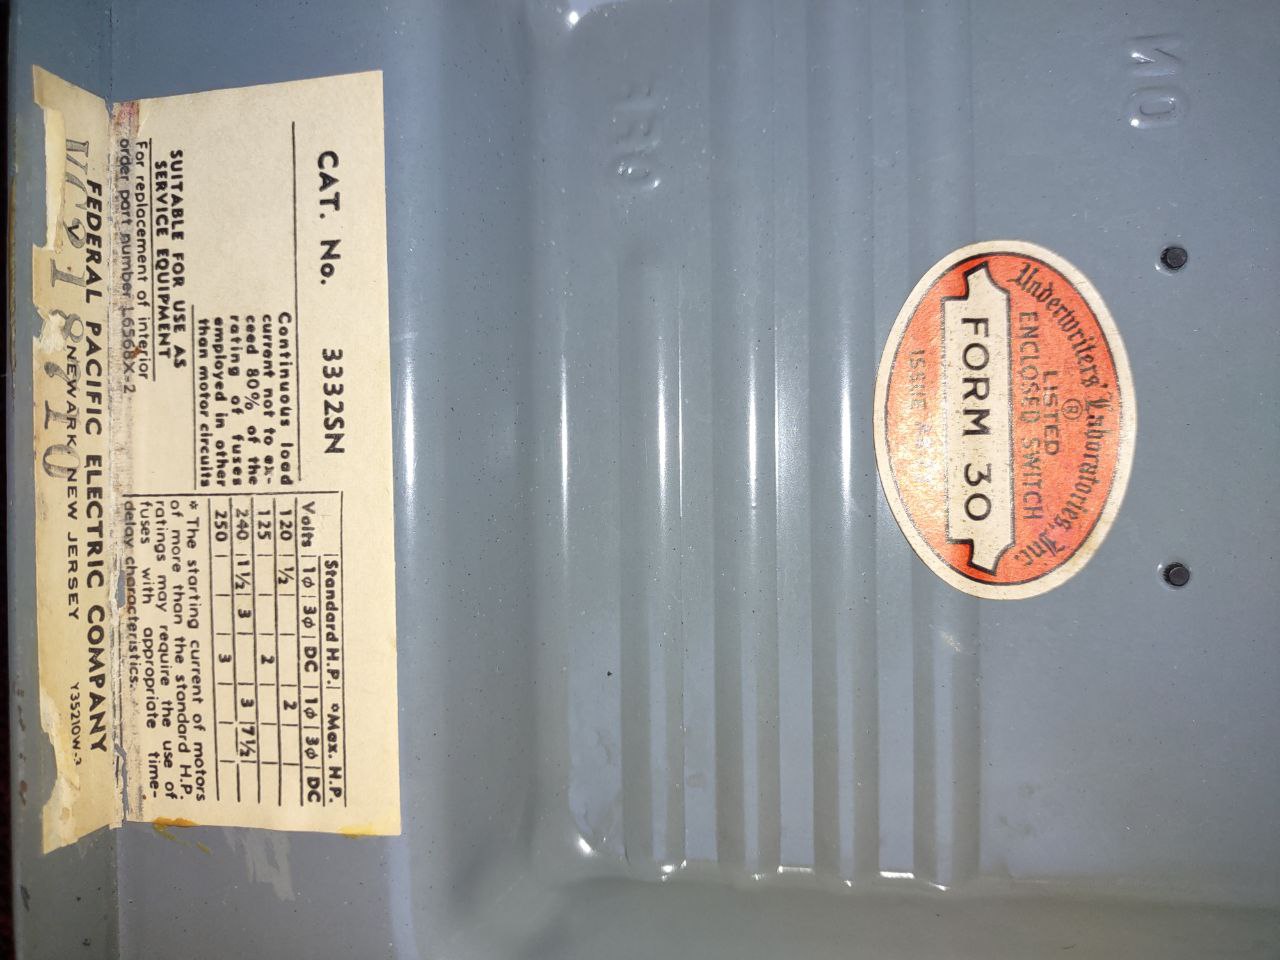 CAT. No. 3332SN
Continuous load
current not to ex-
ceed 80% of the
rating of fuses
employed in other
than motor circuits
SUITABLE FOR USE AS
SERVICE EQUIPMENT
For replacement of interior
order part number L6568X-2
Standard H.P. *Max. H.P.
Volts 1ϕ 3ϕ DC 1ϕ 3ϕ DC
120 ½ 2
125 2
240 1½ 3 3 7½
250 3
* The starting current of motors
of more than the standard H.P.
ratings may require the use of
fuses with appropriate time-
delay characteristics.
FEDERAL PACIFIC ELECTRIC COMPANY
NEWARK NEW JERSEY Y35210W-3
Underwriters' Laboratories, Inc.
®
LISTED
ENCLOSED SWITCH
FORM 30
ISSUE
ON
OFF